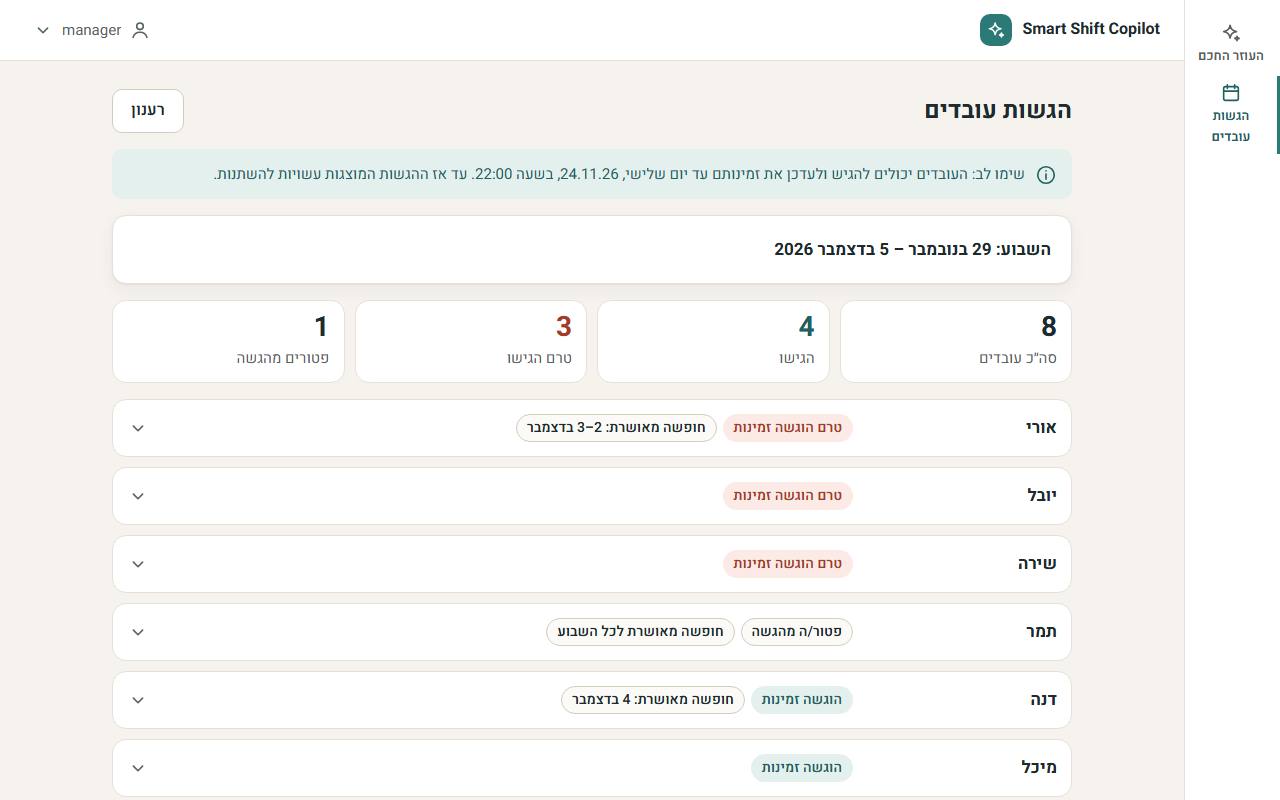 העוזר החכם
הגשות
עובדים
Smart Shift Copilot
manager
הגשות עובדים
רענון
שימו לב: העובדים יכולים להגיש ולעדכן את זמינותם עד יום שלישי, 24.11.26, בשעה 22:00. עד אז ההגשות המוצגות עשויות להשתנות.
השבוע: 29 בנובמבר – 5 בדצמבר 2026
8
סה"כ עובדים
4
הגישו
3
טרם הגישו
1
פטורים מהגשה
אורי
טרם הוגשה זמינות
חופשה מאושרת: 2–3 בדצמבר
יובל
טרם הוגשה זמינות
שירה
טרם הוגשה זמינות
תמר
פטור/ה מהגשה
חופשה מאושרת לכל השבוע
דנה
הוגשה זמינות
חופשה מאושרת: 4 בדצמבר
מיכל
הוגשה זמינות